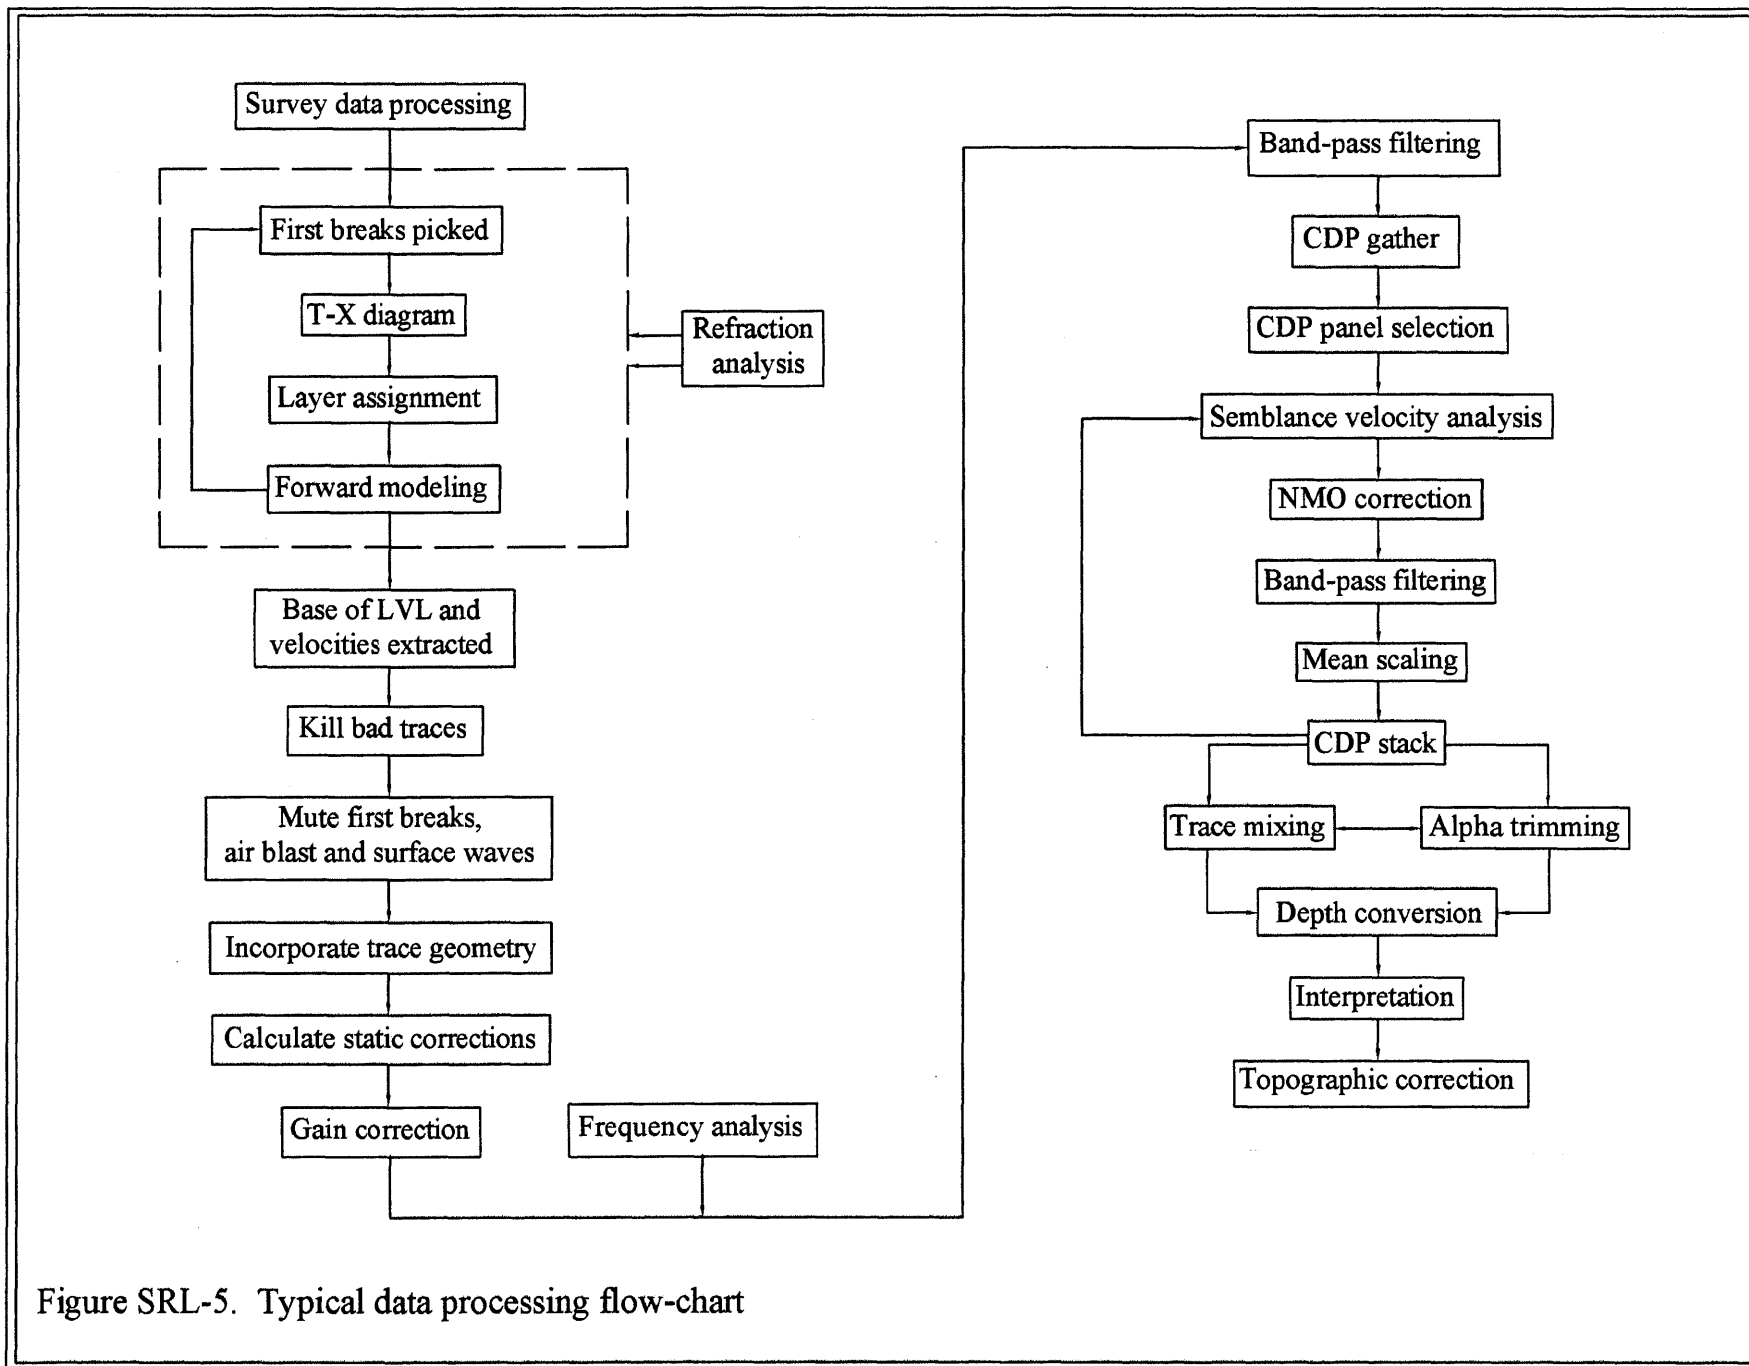 Survey data processing
First breaks picked
T-X diagram
Layer assignment
Forward modeling
Refraction
analysis
Base of LVL and
velocities extracted
Kill bad traces
Mute first breaks,
air blast and surface waves
Incorporate trace geometry
Calculate static corrections
Gain correction
Frequency analysis
Band-pass filtering
CDP gather
CDP panel selection
Semblance velocity analysis
NMO correction
Band-pass filtering
Mean scaling
CDP stack
Trace mixing
Alpha trimming
Depth conversion
Interpretation
Topographic correction
Figure SRL-5. Typical data processing flow-chart